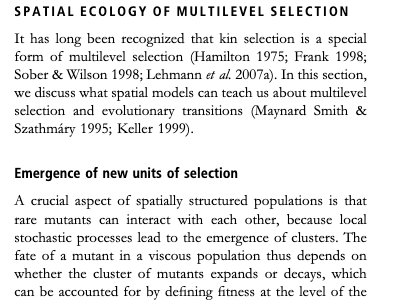 SPATIAL ECOLOGY OF MULTILEVEL SELECTION
It has long been recognized that kin selection is a special
form of multilevel selection (Hamilton 1975; Frank 1998;
Sober & Wilson 1998; Lehmann et al. 2007a). In this section,
we discuss what spatial models can teach us about multilevel
selection and evolutionary transitions (Maynard Smith &
Szathmáry 1995; Keller 1999).
Emergence of new units of selection
A crucial aspect of spatially structured populations is that
rare mutants can interact with each other, because local
stochastic processes lead to the emergence of clusters. The
fate of a mutant in a viscous population thus depends on
whether the cluster of mutants expands or decays, which
can be accounted for by defining fitness at the level of the